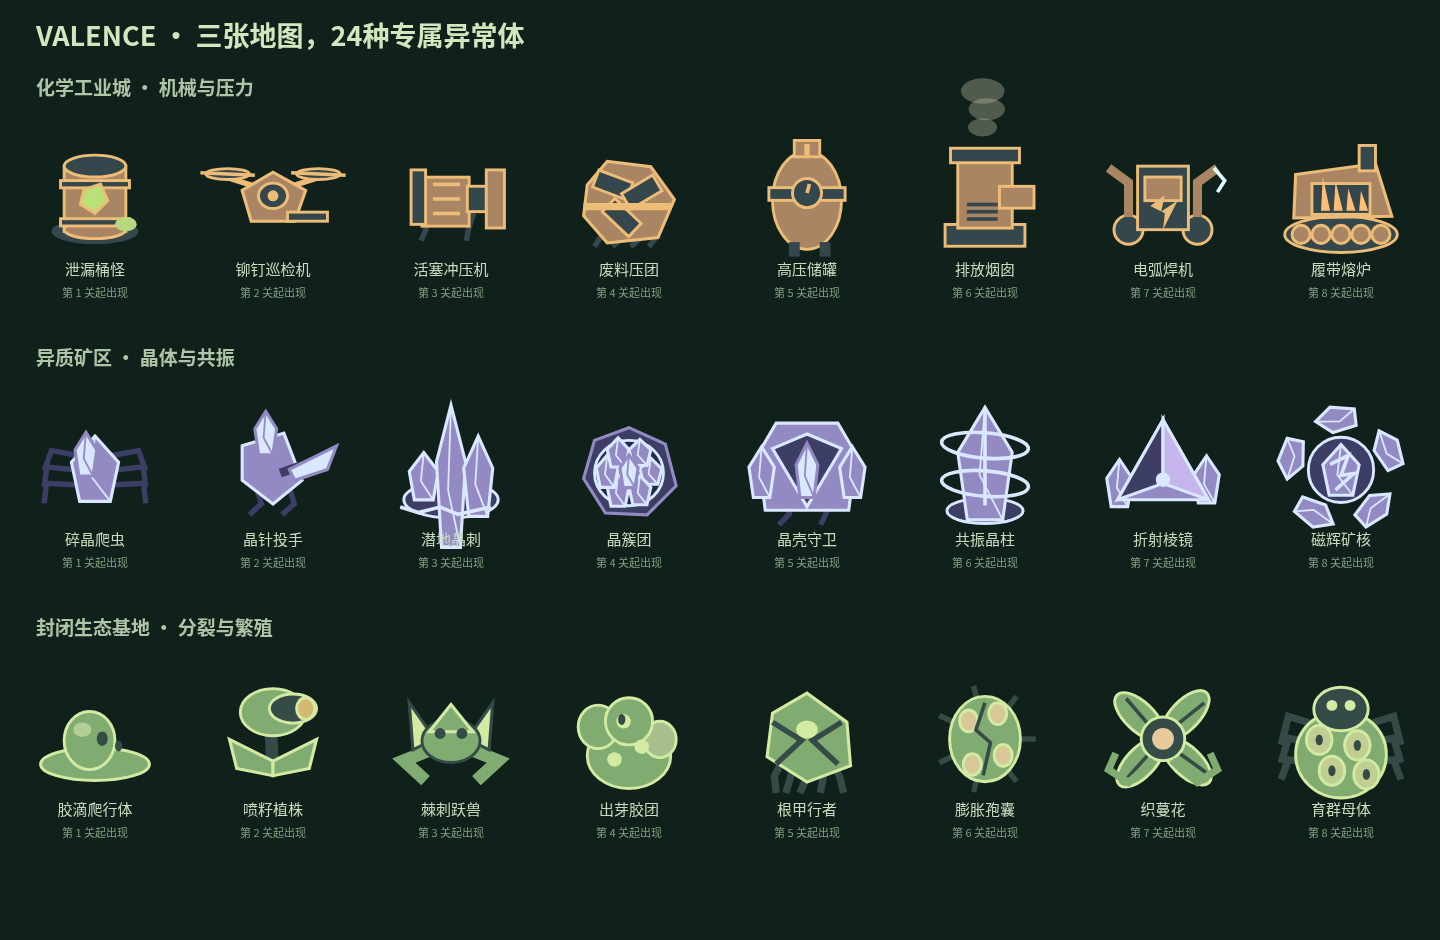 VALENCE · 三张地图，24种专属异常体
化学工业城 · 机械与压力
泄漏桶怪 铆钉巡检机 活塞冲压机 废料压团 高压储罐 排放烟囱 电弧焊机 履带熔炉
第 1 关起出现 第 2 关起出现 第 3 关起出现 第 4 关起出现 第 5 关起出现 第 6 关起出现 第 7 关起出现 第 8 关起出现
异质矿区 · 晶体与共振
碎晶爬虫 晶针投手 潜地晶刺 晶簇团 晶壳守卫 共振晶柱 折射棱镜 磁辉矿核
第 1 关起出现 第 2 关起出现 第 3 关起出现 第 4 关起出现 第 5 关起出现 第 6 关起出现 第 7 关起出现 第 8 关起出现
封闭生态基地 · 分裂与繁殖
胶滴爬行体 喷籽植株 棘刺跃兽 出芽胶团 根甲行者 膨胀孢囊 织蔓花 育群母体
第 1 关起出现 第 2 关起出现 第 3 关起出现 第 4 关起出现 第 5 关起出现 第 6 关起出现 第 7 关起出现 第 8 关起出现